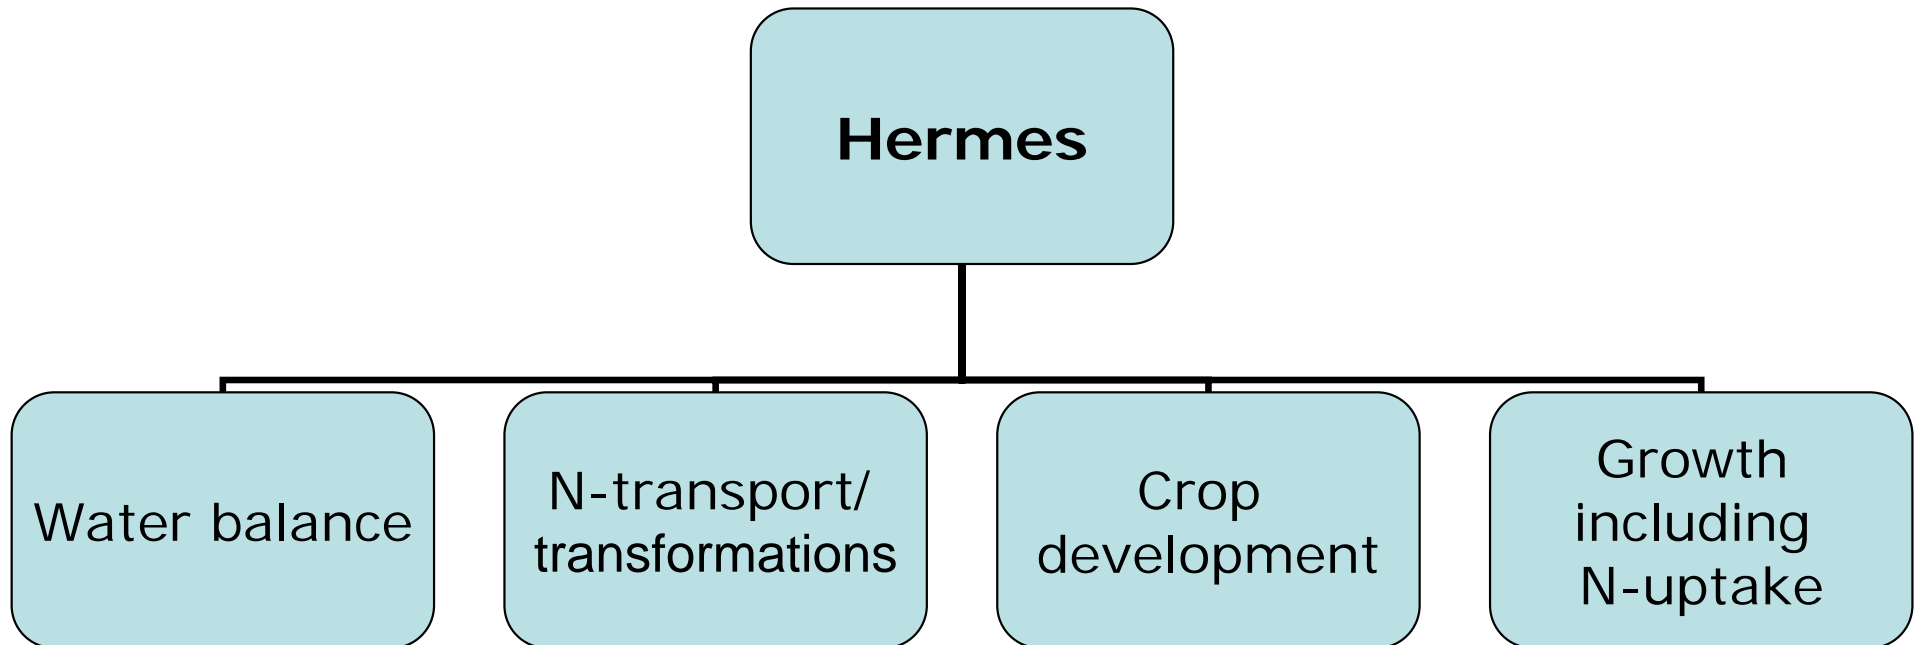 Hermes
Water balance
N-transport/
transformations
Crop
development
Growth
including
N-uptake